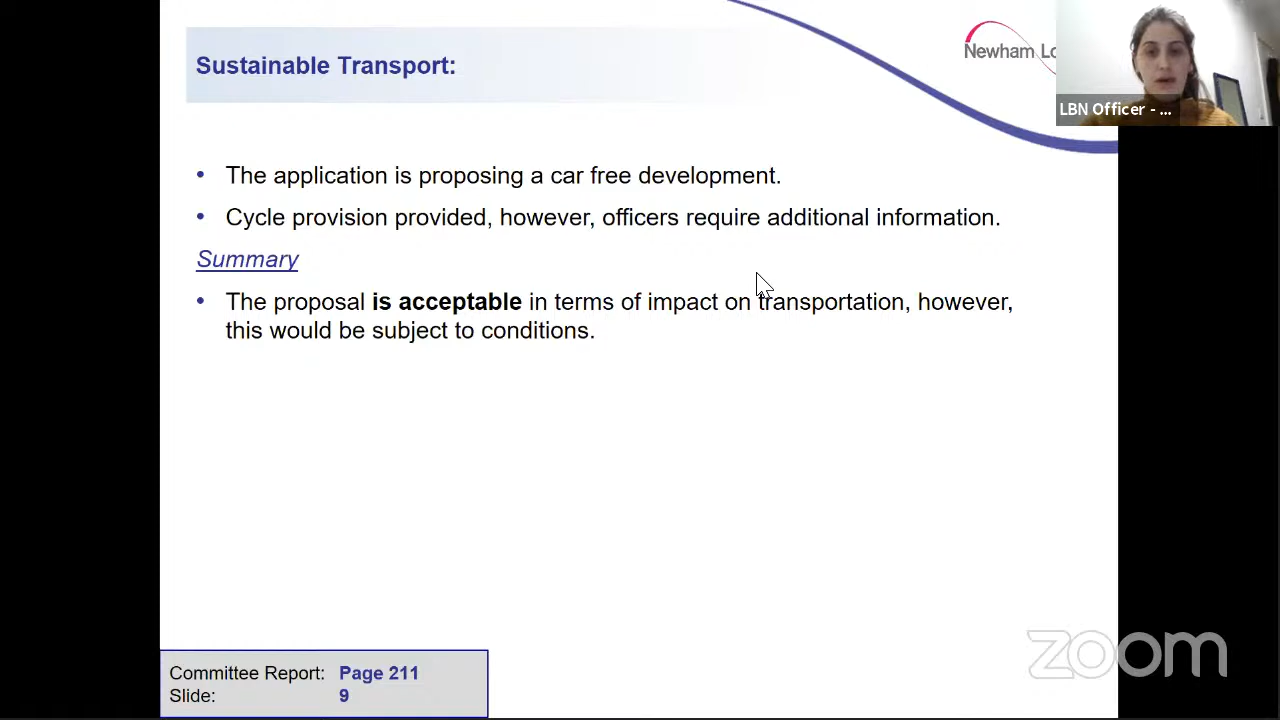 Sustainable Transport:
Newham Lo
LBN Officer - ...
• The application is proposing a car free development.
• Cycle provision provided, however, officers require additional information.
Summary
• The proposal is acceptable in terms of impact on transportation, however,
this would be subject to conditions.
Committee Report: Page 211
Slide: 9
zoom